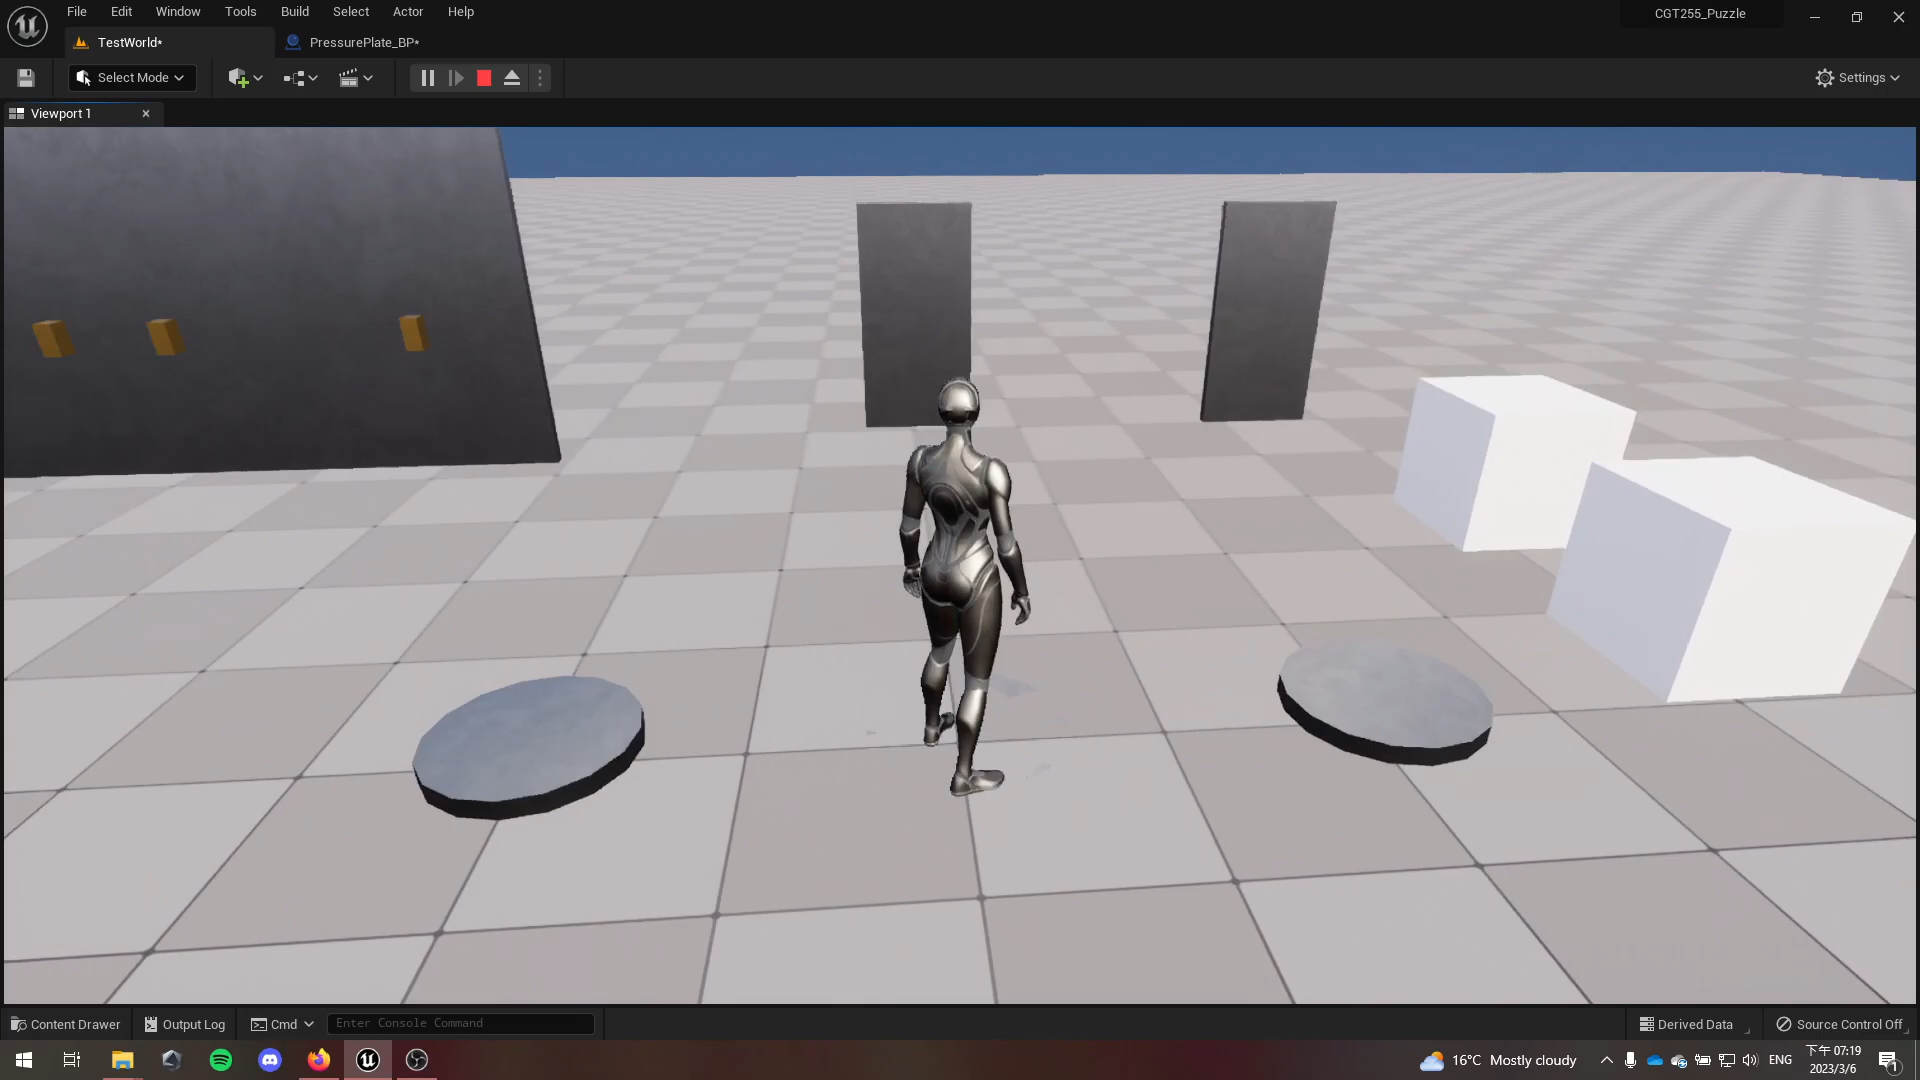 File Edit Window Tools Build Select Actor Help
CGT255_Puzzle
TestWorld*
PressurePlate_BP*
Select Mode
Settings
Viewport 1
Content Drawer
Output Log
Cmd
Enter Console Command
Derived Data
Source Control Off
16°C Mostly cloudy
ENG
下午 07:19
2023/3/6
1